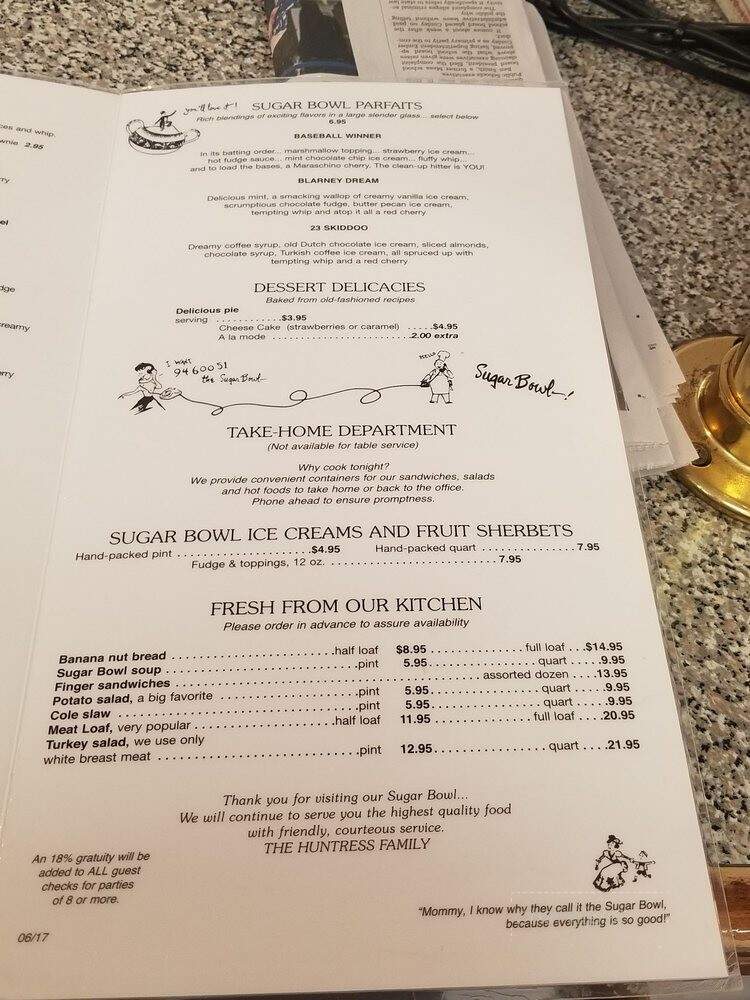 you'll love it!
SUGAR BOWL PARFAITS
Rich blendings of exciting flavors in a large slender glass... select below
6.95
BASEBALL WINNER
In its batting order... marshmallow topping... strawberry ice cream...
hot fudge sauce... mint chocolate chip ice cream... fluffy whip...
and to load the bases, a Maraschino cherry. The clean-up hitter is YOU!
BLARNEY DREAM
Delicious mint, a smacking wallop of creamy vanilla ice cream,
scrumptious chocolate fudge, butter pecan ice cream,
tempting whip and atop it all a red cherry
23 SKIDDOO
Dreamy coffee syrup, old Dutch chocolate ice cream, sliced almonds,
chocolate syrup, Turkish coffee ice cream, all spruced up with
tempting whip and a red cherry
DESSERT DELICACIES
Baked from old-fashioned recipes
Delicious pie
serving ............$3.95
Cheese Cake (strawberries or caramel) .....$4.95
A la mode ........................2.00 extra
I WANT
9460051
the Sugar Bowl
HELLO
Sugar Bowl—!
TAKE-HOME DEPARTMENT
(Not available for table service)
Why cook tonight?
We provide convenient containers for our sandwiches, salads
and hot foods to take home or back to the office.
Phone ahead to ensure promptness.
SUGAR BOWL ICE CREAMS AND FRUIT SHERBETS
Hand-packed pint .....................$4.95 Hand-packed quart ..............7.95
Fudge & toppings, 12 oz. .........................7.95
FRESH FROM OUR KITCHEN
Please order in advance to assure availability
Banana nut bread ........................half loaf $8.95 ...............full loaf ...$14.95
Sugar Bowl soup ............................pint 5.95.................quart ....9.95
Finger sandwiches ..............................................assorted dozen ....13.95
Potato salad, a big favorite ....................pint 5.95.................quart ....9.95
Cole slaw ...................................pint 5.95.................quart ....9.95
Meat Loaf, very popular ....................half loaf 11.95 ...............full loaf ....20.95
Turkey salad, we use only
white breast meat .............................pint 12.95.................quart ....21.95
Thank you for visiting our Sugar Bowl...
We will continue to serve you the highest quality food
with friendly, courteous service.
THE HUNTRESS FAMILY
An 18% gratuity will be
added to ALL guest
checks for parties
of 8 or more.
"Mommy, I know why they call it the Sugar Bowl,
because everything is so good!"
06/17
and whip.
2.95